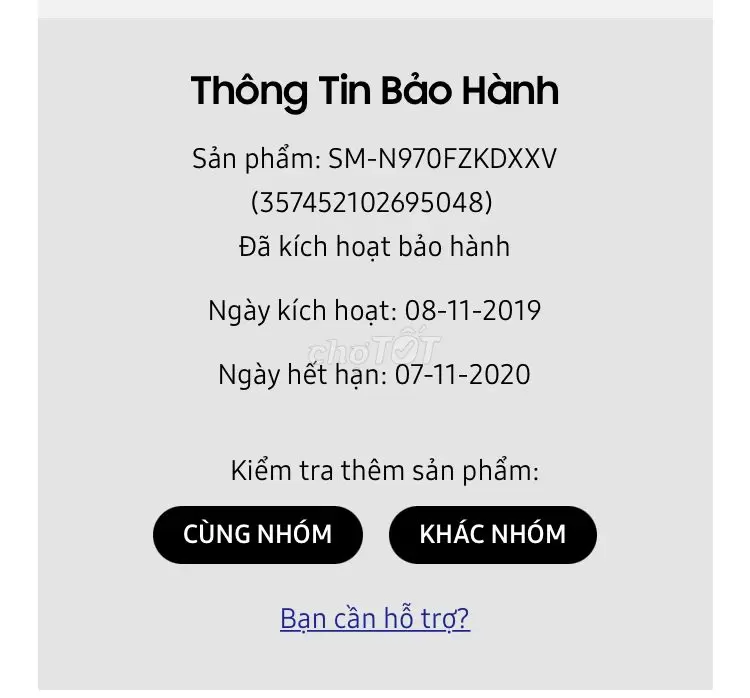 Thông Tin Bảo Hành
Sản phẩm: SM-N970FZKDXXV
(357452102695048)
Đã kích hoạt bảo hành
Ngày kích hoạt: 08-11-2019
chợTỐT
Ngày hết hạn: 07-11-2020
Kiểm tra thêm sản phẩm:
CÙNG NHÓM KHÁC NHÓM
Bạn cần hỗ trợ?